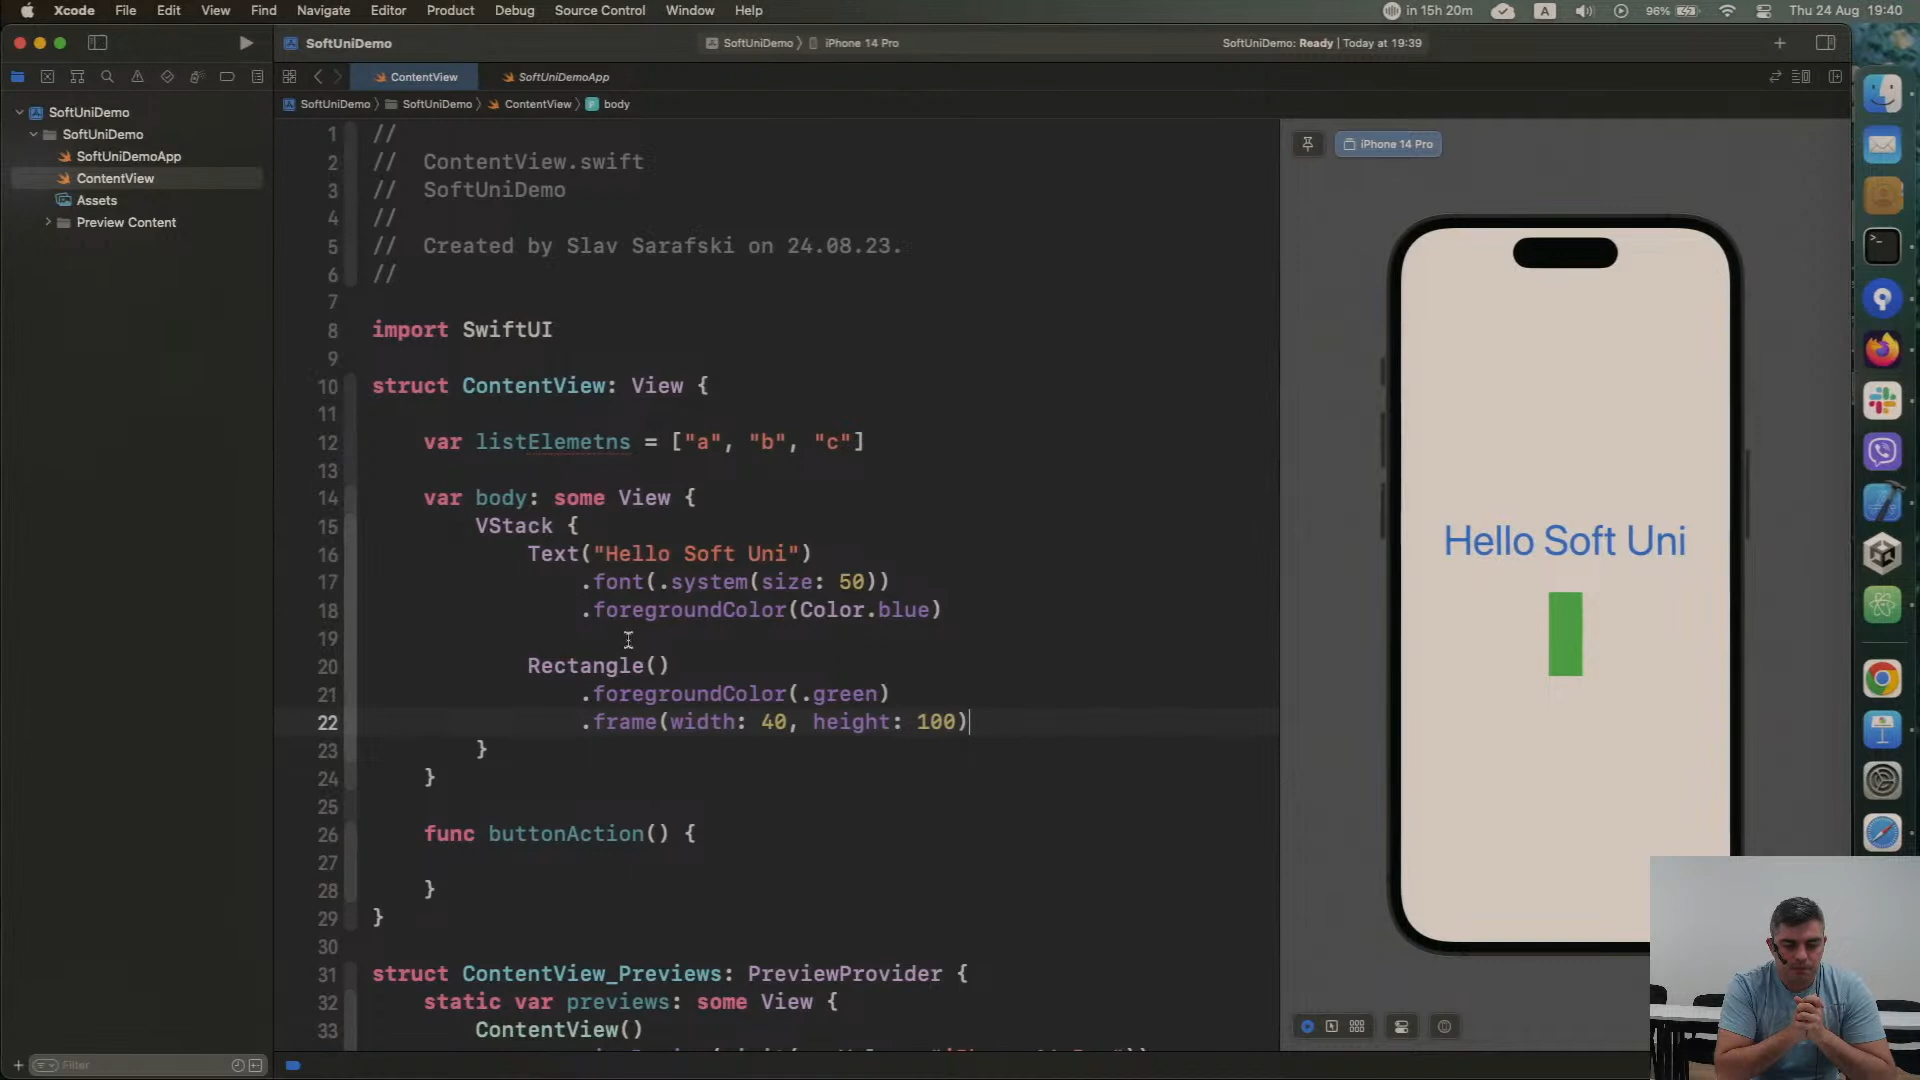 Xcode File Edit View Find Navigate Editor Product Debug Source Control Window Help
in 15h 20m A 96% Thu 24 Aug 19:40
SoftUniDemo SoftUniDemo iPhone 14 Pro SoftUniDemo: Ready | Today at 19:39
ContentView SoftUniDemoApp
SoftUniDemo SoftUniDemo ContentView body
SoftUniDemo
SoftUniDemo
SoftUniDemoApp
ContentView
Assets
Preview Content
1 //
2 // ContentView.swift
3 // SoftUniDemo
4 //
5 // Created by Slav Sarafski on 24.08.23.
6 //
7
8 import SwiftUI
9
10 struct ContentView: View {
11
12 var listElemetns = ["a", "b", "c"]
13
14 var body: some View {
15 VStack {
16 Text("Hello Soft Uni")
17 .font(.system(size: 50))
18 .foregroundColor(Color.blue)
19
20 Rectangle()
21 .foregroundColor(.green)
22 .frame(width: 40, height: 100)
23 }
24 }
25
26 func buttonAction() {
27
28 }
29 }
30
31 struct ContentView_Previews: PreviewProvider {
32 static var previews: some View {
33 ContentView()
iPhone 14 Pro
Hello Soft Uni
Filter